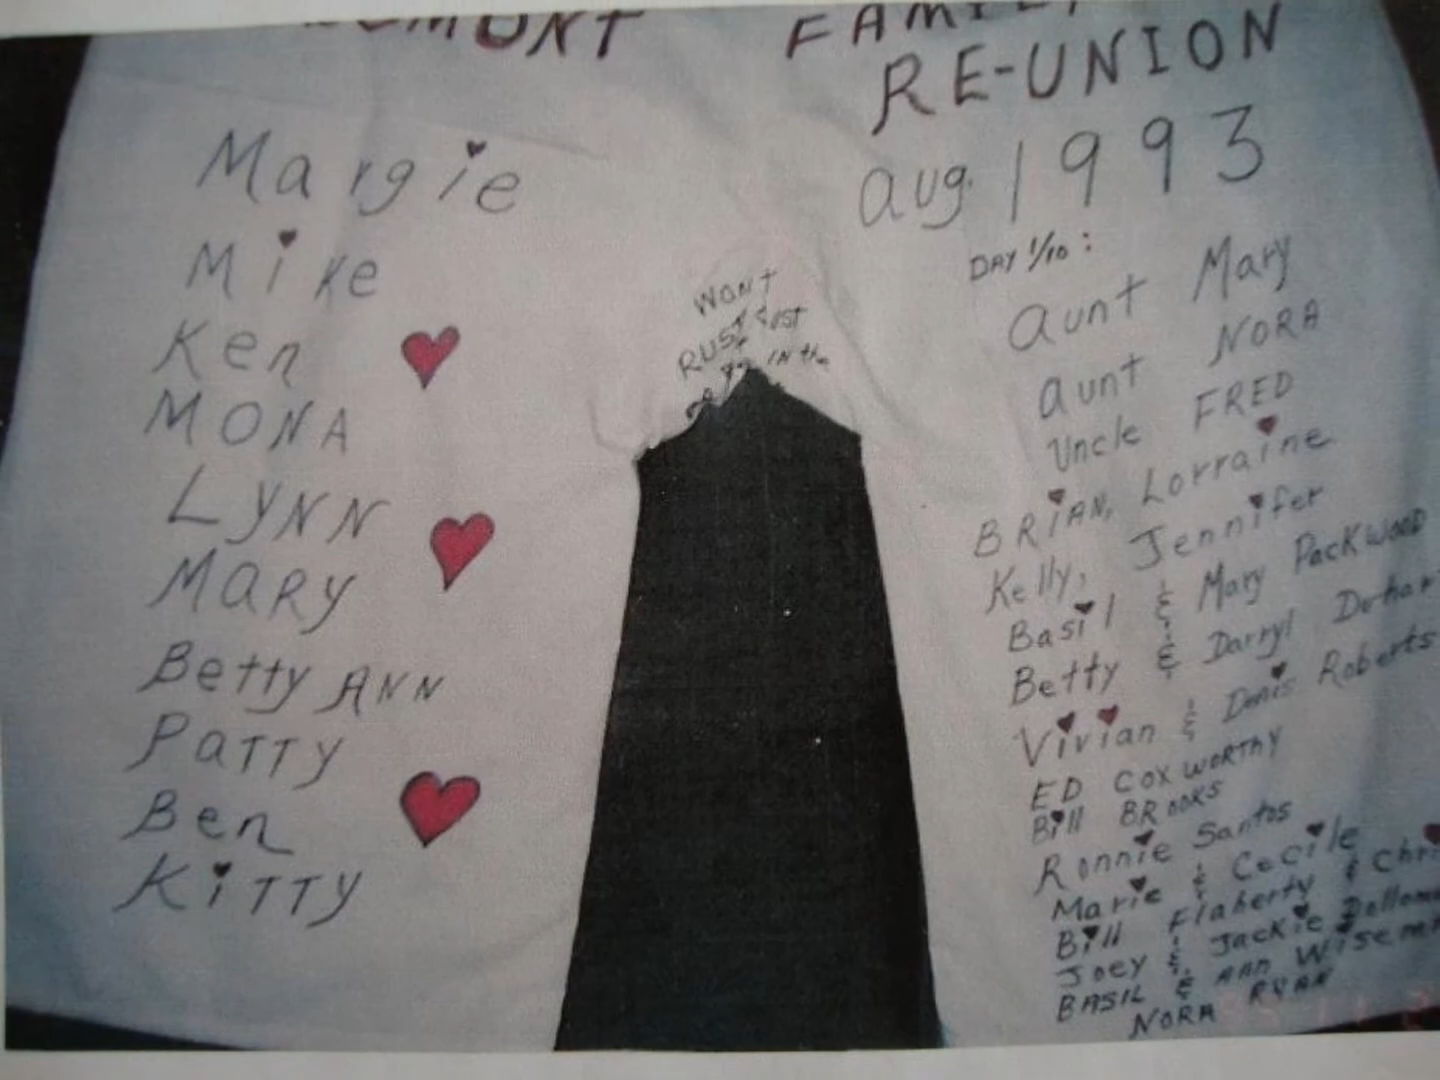 FAMILY
RE-UNION
Aug. 1993
Margie
Mike
Ken
MONA
LYNN
MARY
Betty ANN
PATTY
Ben
KiTTY
WONT
RUST
IN the
DAY 1/10:
Aunt Mary
Aunt NORA
Uncle FRED
BRiAN, Lorraine
Kelly, Jennifer
Basil & Mary PackWOOD
Betty & Darryl
Vivian & Denis Roberts
ED COXWORTHY
Bill BROOKS
Ronnie Santos
Marie & Cecile
Bill Flaherty &
Joey & Jackie
BASIL & ANN
NORA RYAN